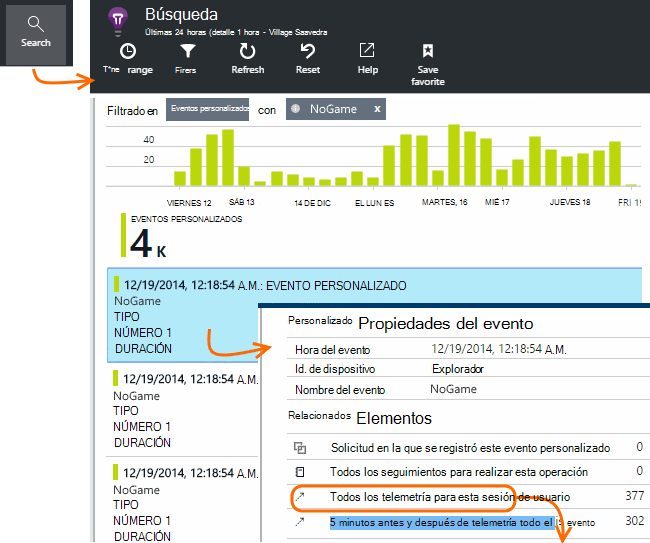 Search
Búsqueda
Últimas 24 horas (detalle 1 hora - Village Saavedra
T*ne range
Firers
Refresh
Reset
Help
Save favorite
Filtrado en
Eventos personalizados
con
NoGame x
40
20
VIERNES 12
SÁB 13
14 DE DIC
EL LUN ES
MARTES, 16
MIÉ 17
JUEVES 18
FRI 19
EVENTOS PERSONALIZADOS
4 K
12/19/2014, 12:18:54 A.M.: EVENTO PERSONALIZADO
NoGame
TIPO
NÚMERO 1
DURACIÓN
12/19/2014, 12:18:54 A.M.
NoGame
TIPO
NÚMERO 1
DURACIÓN
12/19/2014, 12:18:54 A.M.
NoGame
TIPO
NÚMERO 1
DURACIÓN
Personalizado Propiedades del evento
Hora del evento 12/19/2014, 12:18:54 A.M.
Id. de dispositivo Explorador
Nombre del evento NoGame
Relacionados Elementos
Solicitud en la que se registró este evento personalizado 0
Todos los seguimientos para realizar esta operación 0
Todos los telemetría para esta sesión de usuario 377
5 minutos antes y después de telemetría todo el evento 302